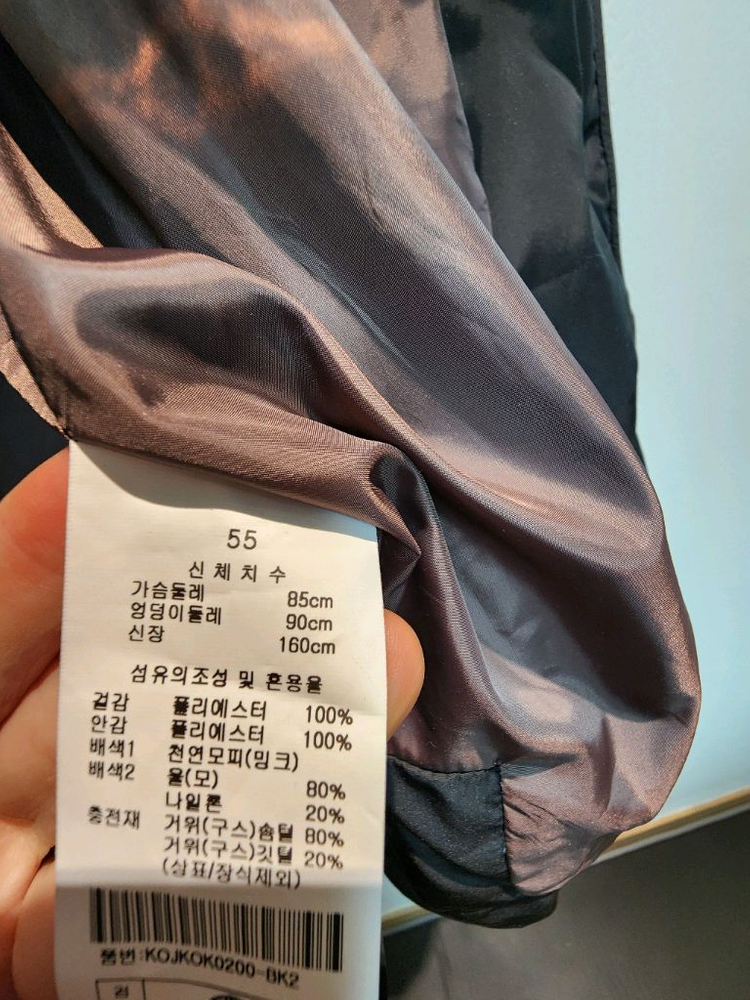 55
신체치수
가슴둘레 85cm
엉덩이둘레 90cm
신장 160cm
섬유의조성 및 혼용율
겉감 폴리에스터 100%
안감 폴리에스터 100%
배색1 천연모피(밍크)
배색2 울(모) 80%
나일론 20%
충전재 거위(구스)솜털 80%
거위(구스)깃털 20%
(상표/장식제외)
품번:KOJKOK0200-BK2